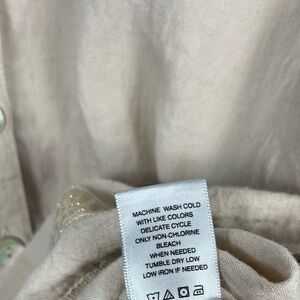 MACHINE WASH COLD
WITH LIKE COLORS
DELICATE CYCLE
ONLY NON-CHLORINE
BLEACH
WHEN NEEDED
TUMBLE DRY LOW
LOW IRON IF NEEDED